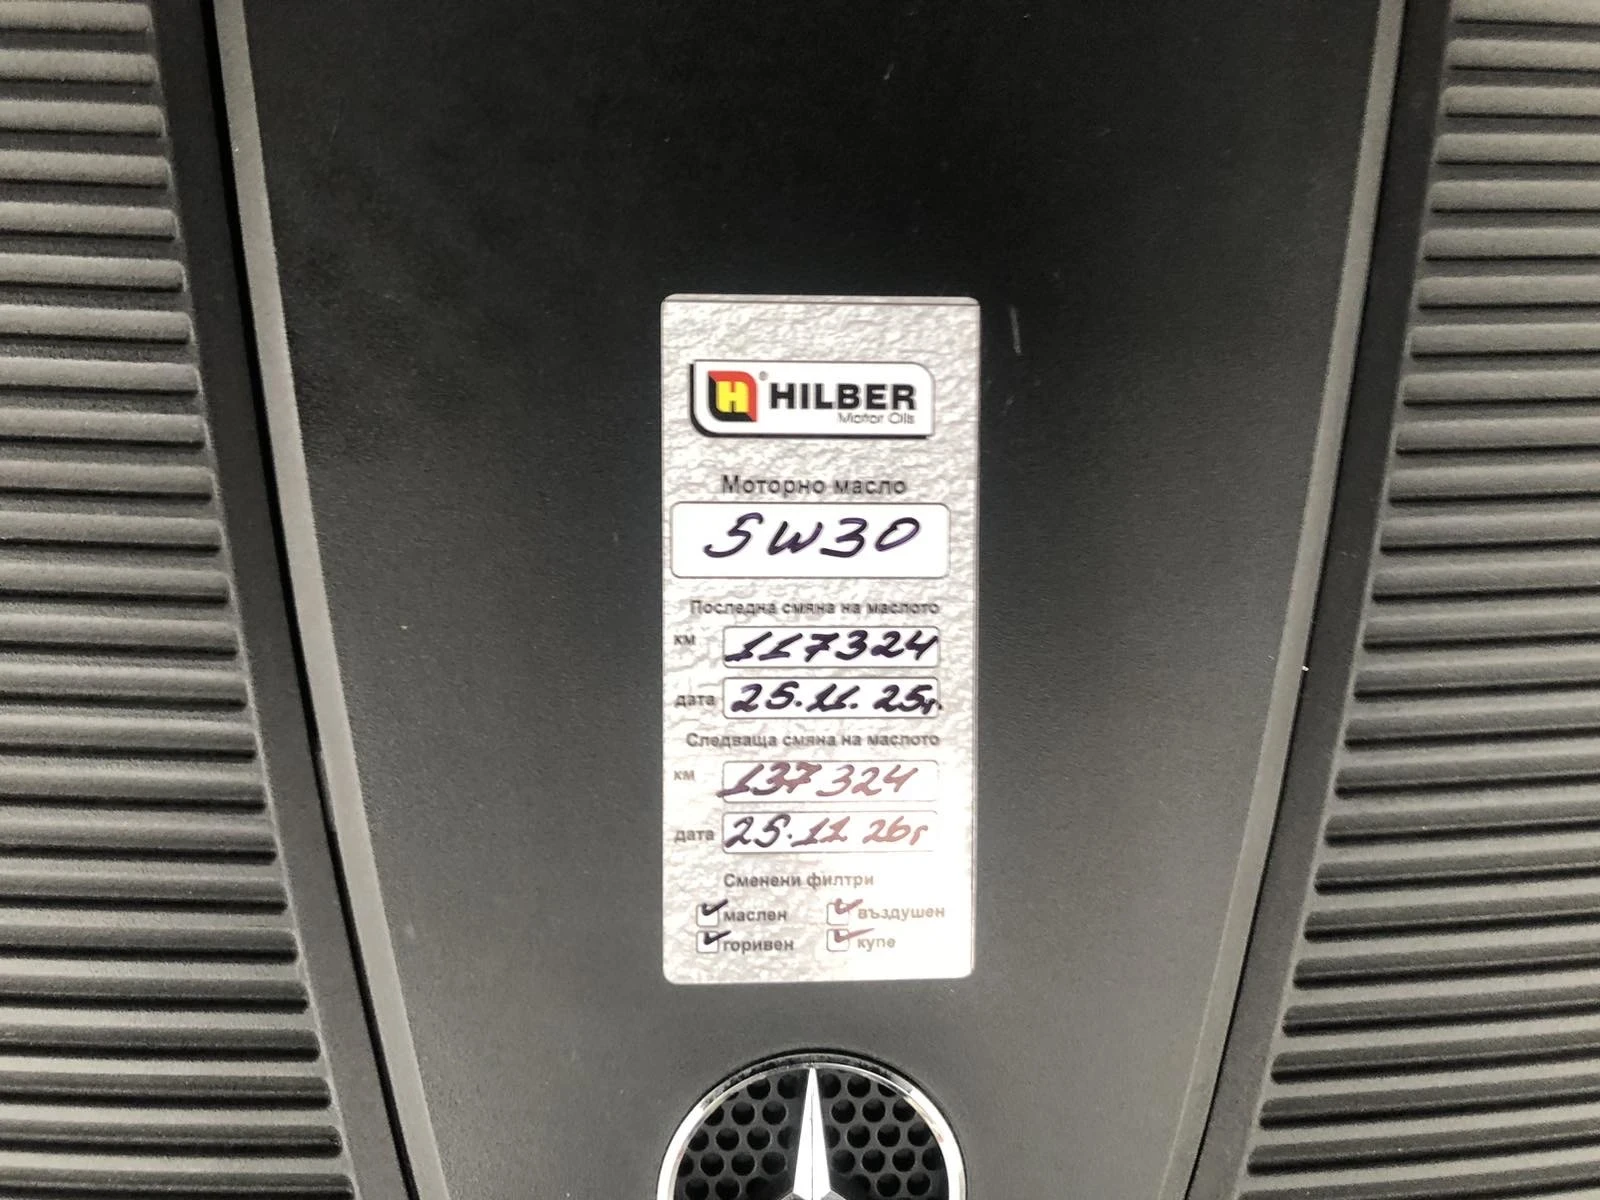 H ® HILBER
Motor Oils
Моторно масло
5W30
Последна смяна на маслото
км 117324
дата 25.11.25г.
Следваща смяна на маслото
км 137324
дата 25.11 26г
Сменени филтри
маслен въздушен
горивен купе